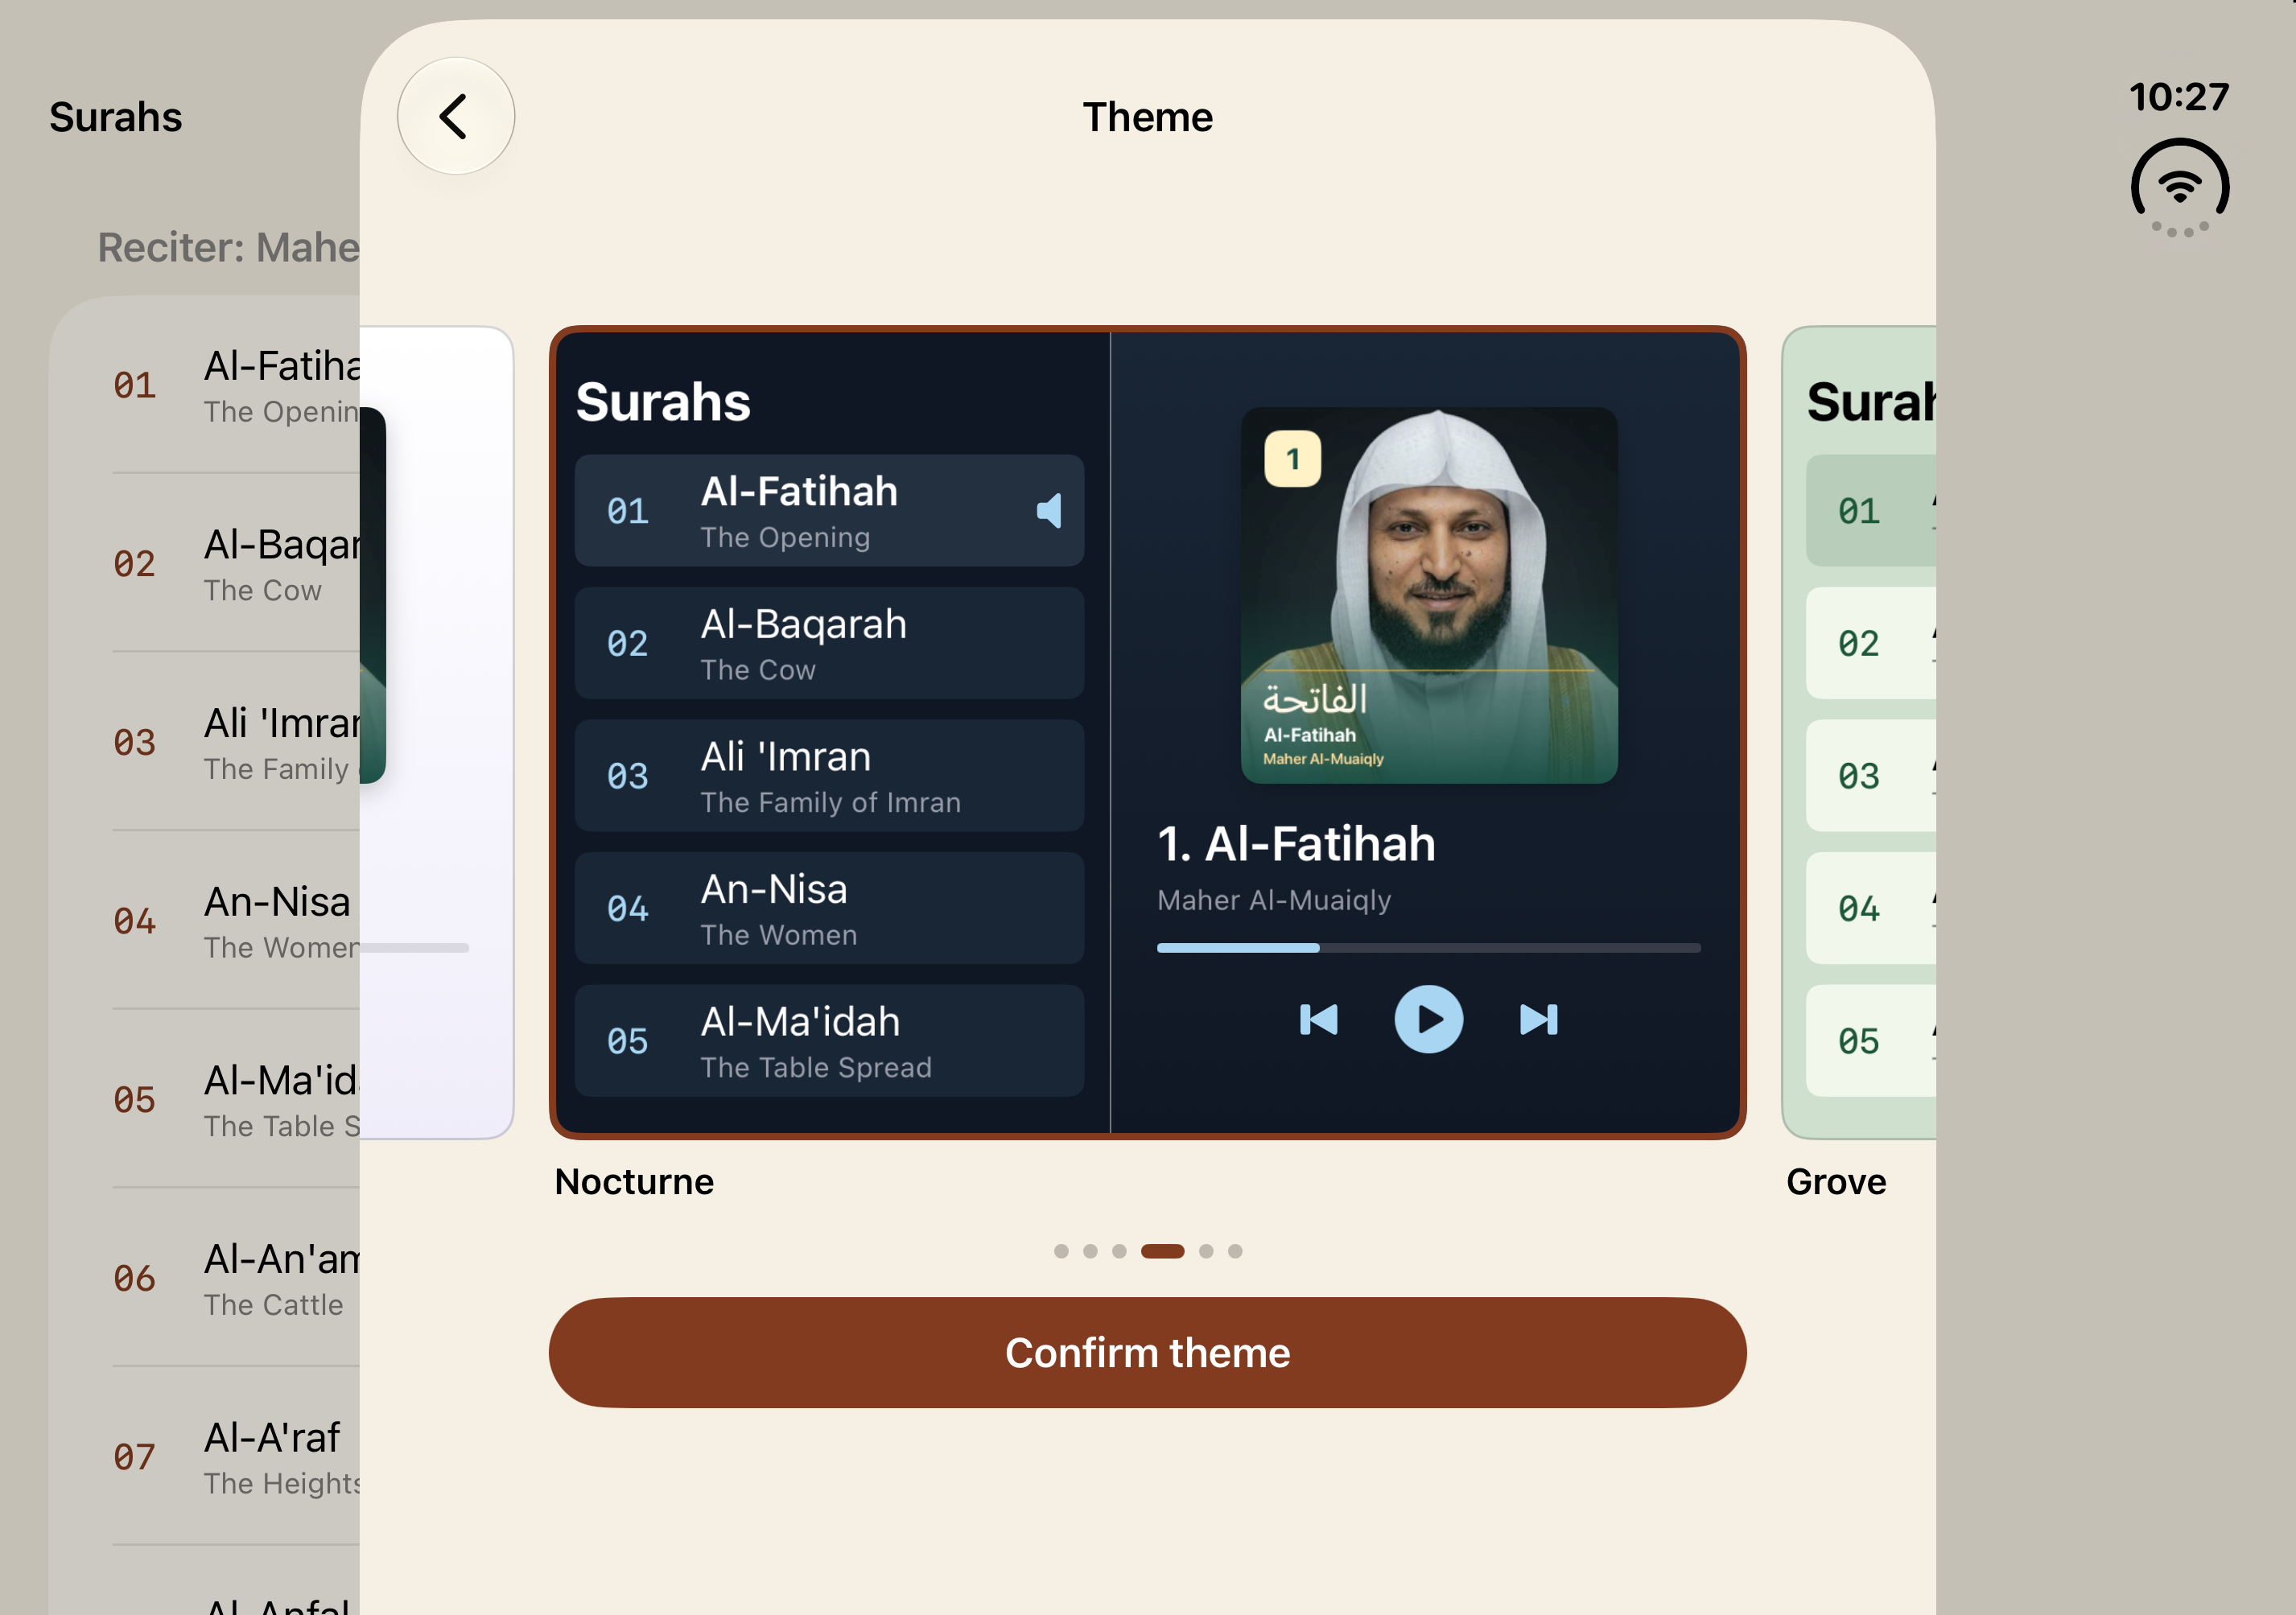 Surahs
Reciter: Mahe
01
Al-Fatiha
The Openin
02
Al-Baqar
The Cow
03
Ali 'Imran
The Family
04
An-Nisa
The Women
05
Al-Ma'id
The Table S
06
Al-An'am
The Cattle
07
Al-A'raf
The Heights
Al-Anfal
Theme
Surahs
01
Al-Fatihah
The Opening
02
Al-Baqarah
The Cow
03
Ali 'Imran
The Family of Imran
04
An-Nisa
The Women
05
Al-Ma'idah
The Table Spread
1
الفاتحة
Al-Fatihah
Maher Al-Muaiqly
1. Al-Fatihah
Maher Al-Muaiqly
Nocturne
Surah
01
02
03
04
05
Grove
Confirm theme
10:27